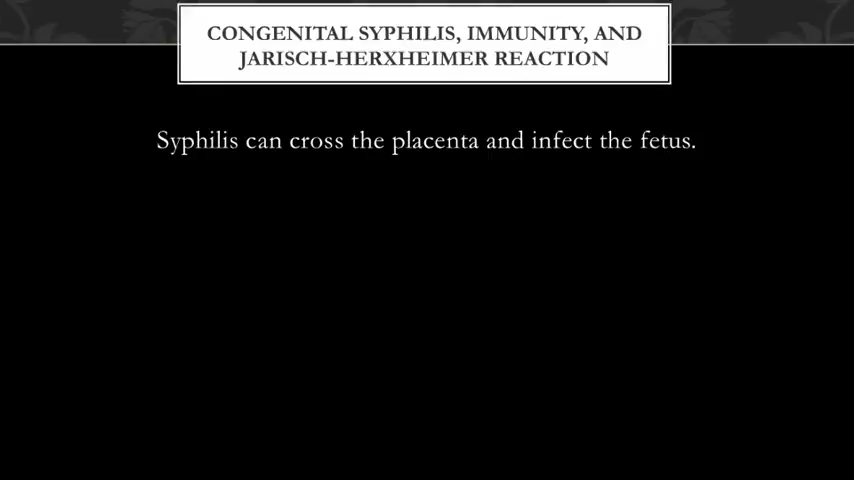 CONGENITAL SYPHILIS, IMMUNITY, AND
JARISCH-HERXHEIMER REACTION
Syphilis can cross the placenta and infect the fetus.